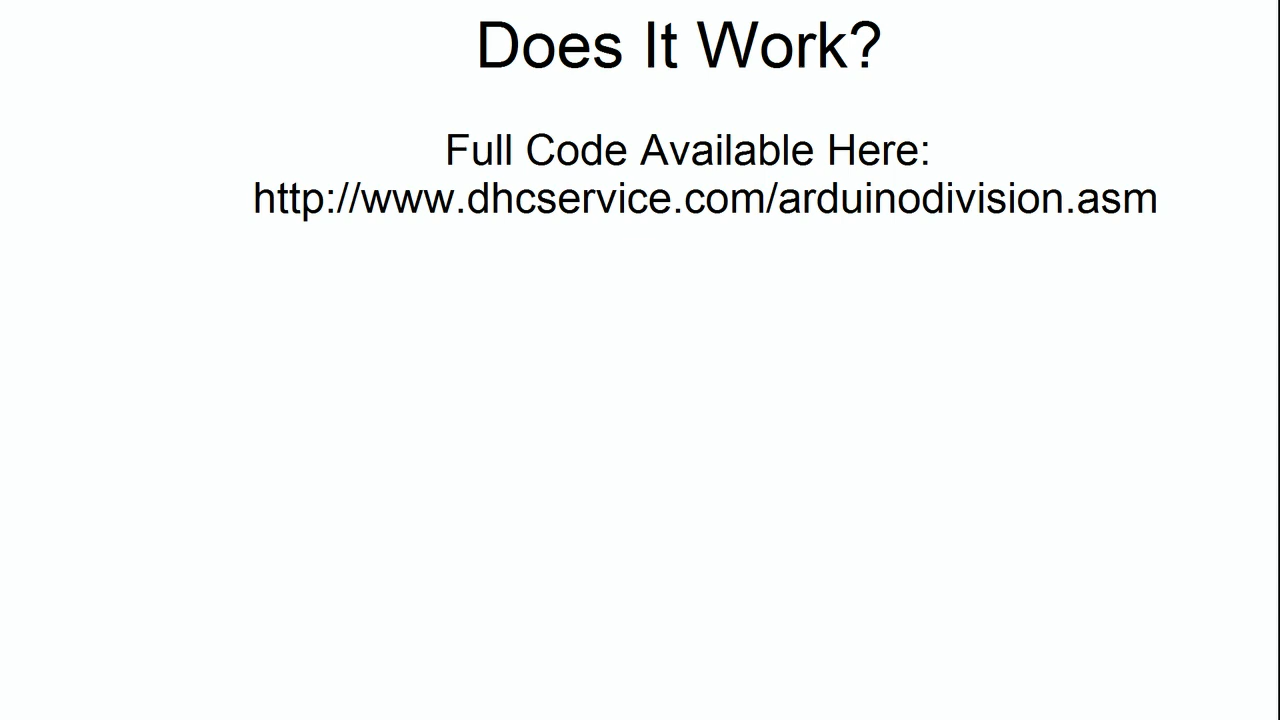 Does It Work?
Full Code Available Here:
http://www.dhcservice.com/arduinodivision.asm